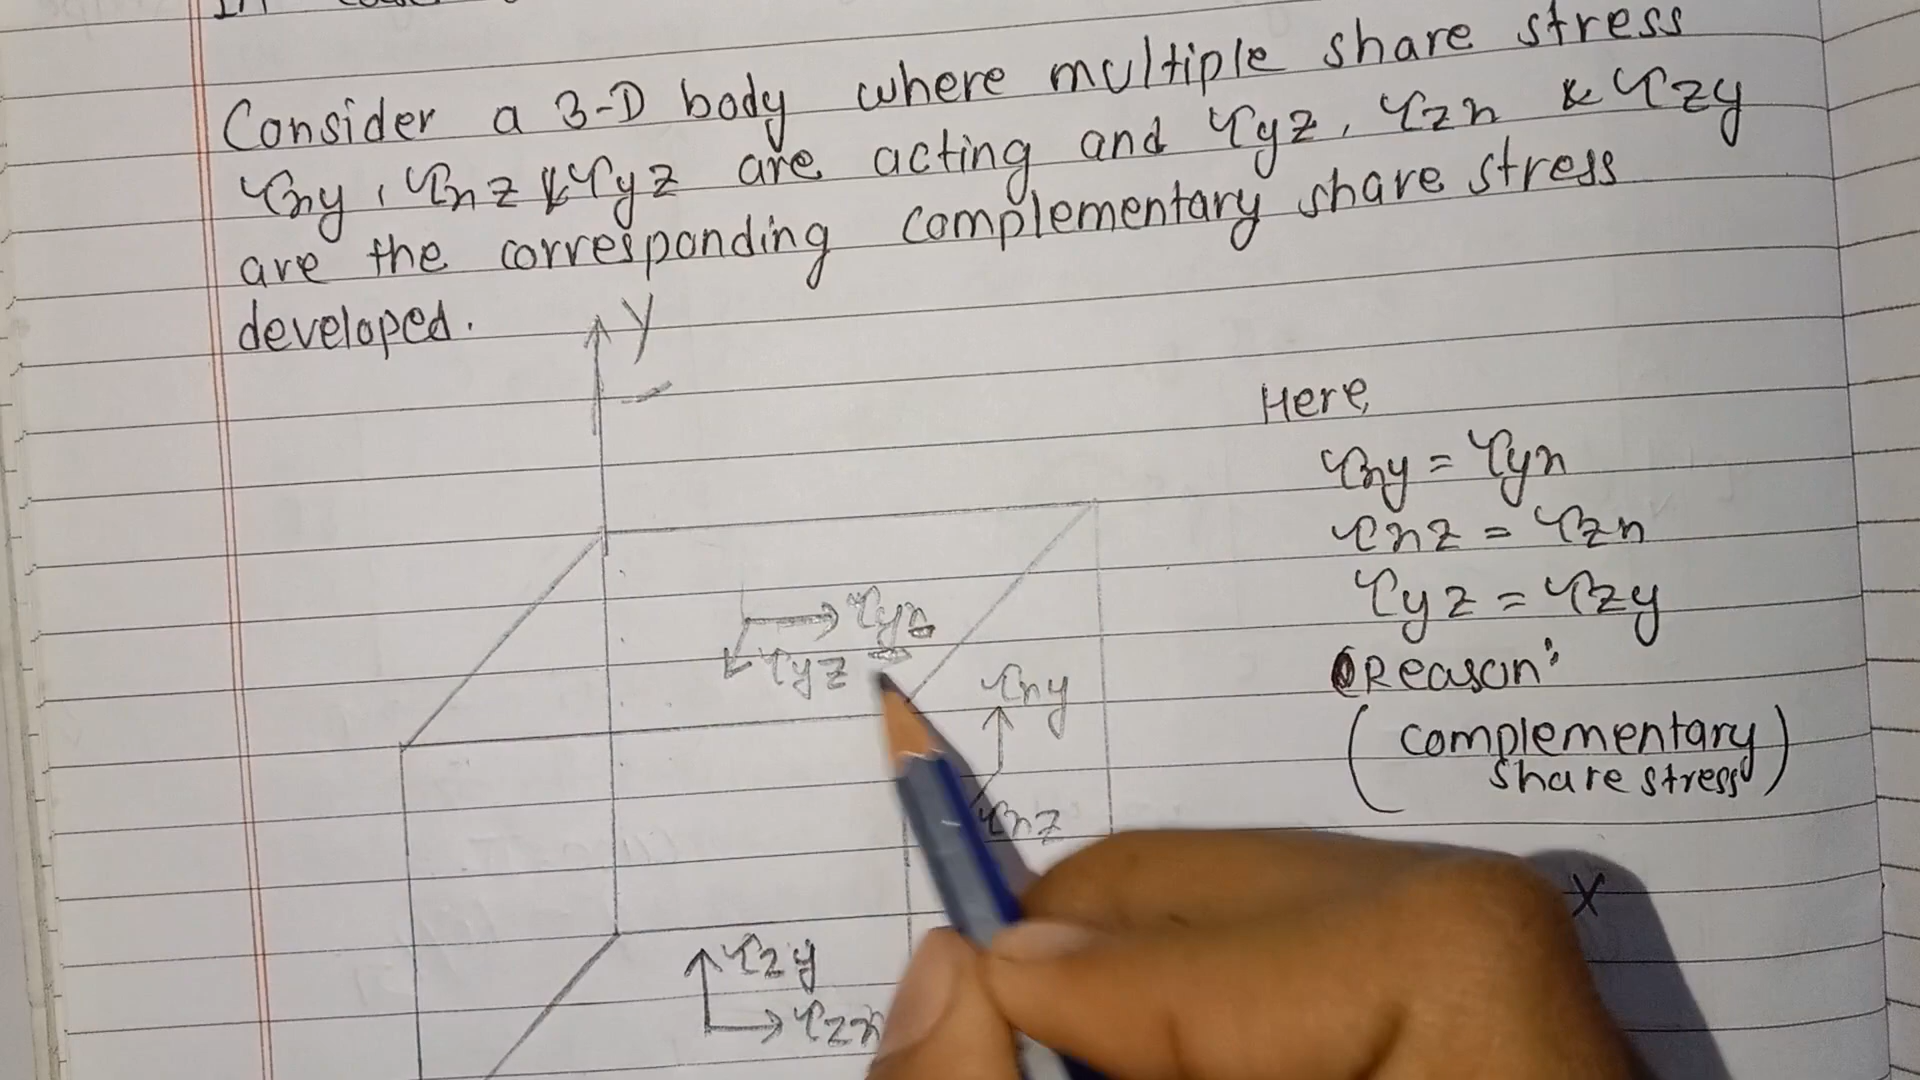 Consider a 3-D body where multiple share stress
τxy, τxz & τyz are acting and τyz, τzx & τzy
are the corresponding complementary share stress
developed.
y
Here,
τxy = τyx
τxz = τzx
τyz = τzy
Reason:
(complementary
share stress)
τyx
τyz
τxy
τxz
X
τzy
τzx